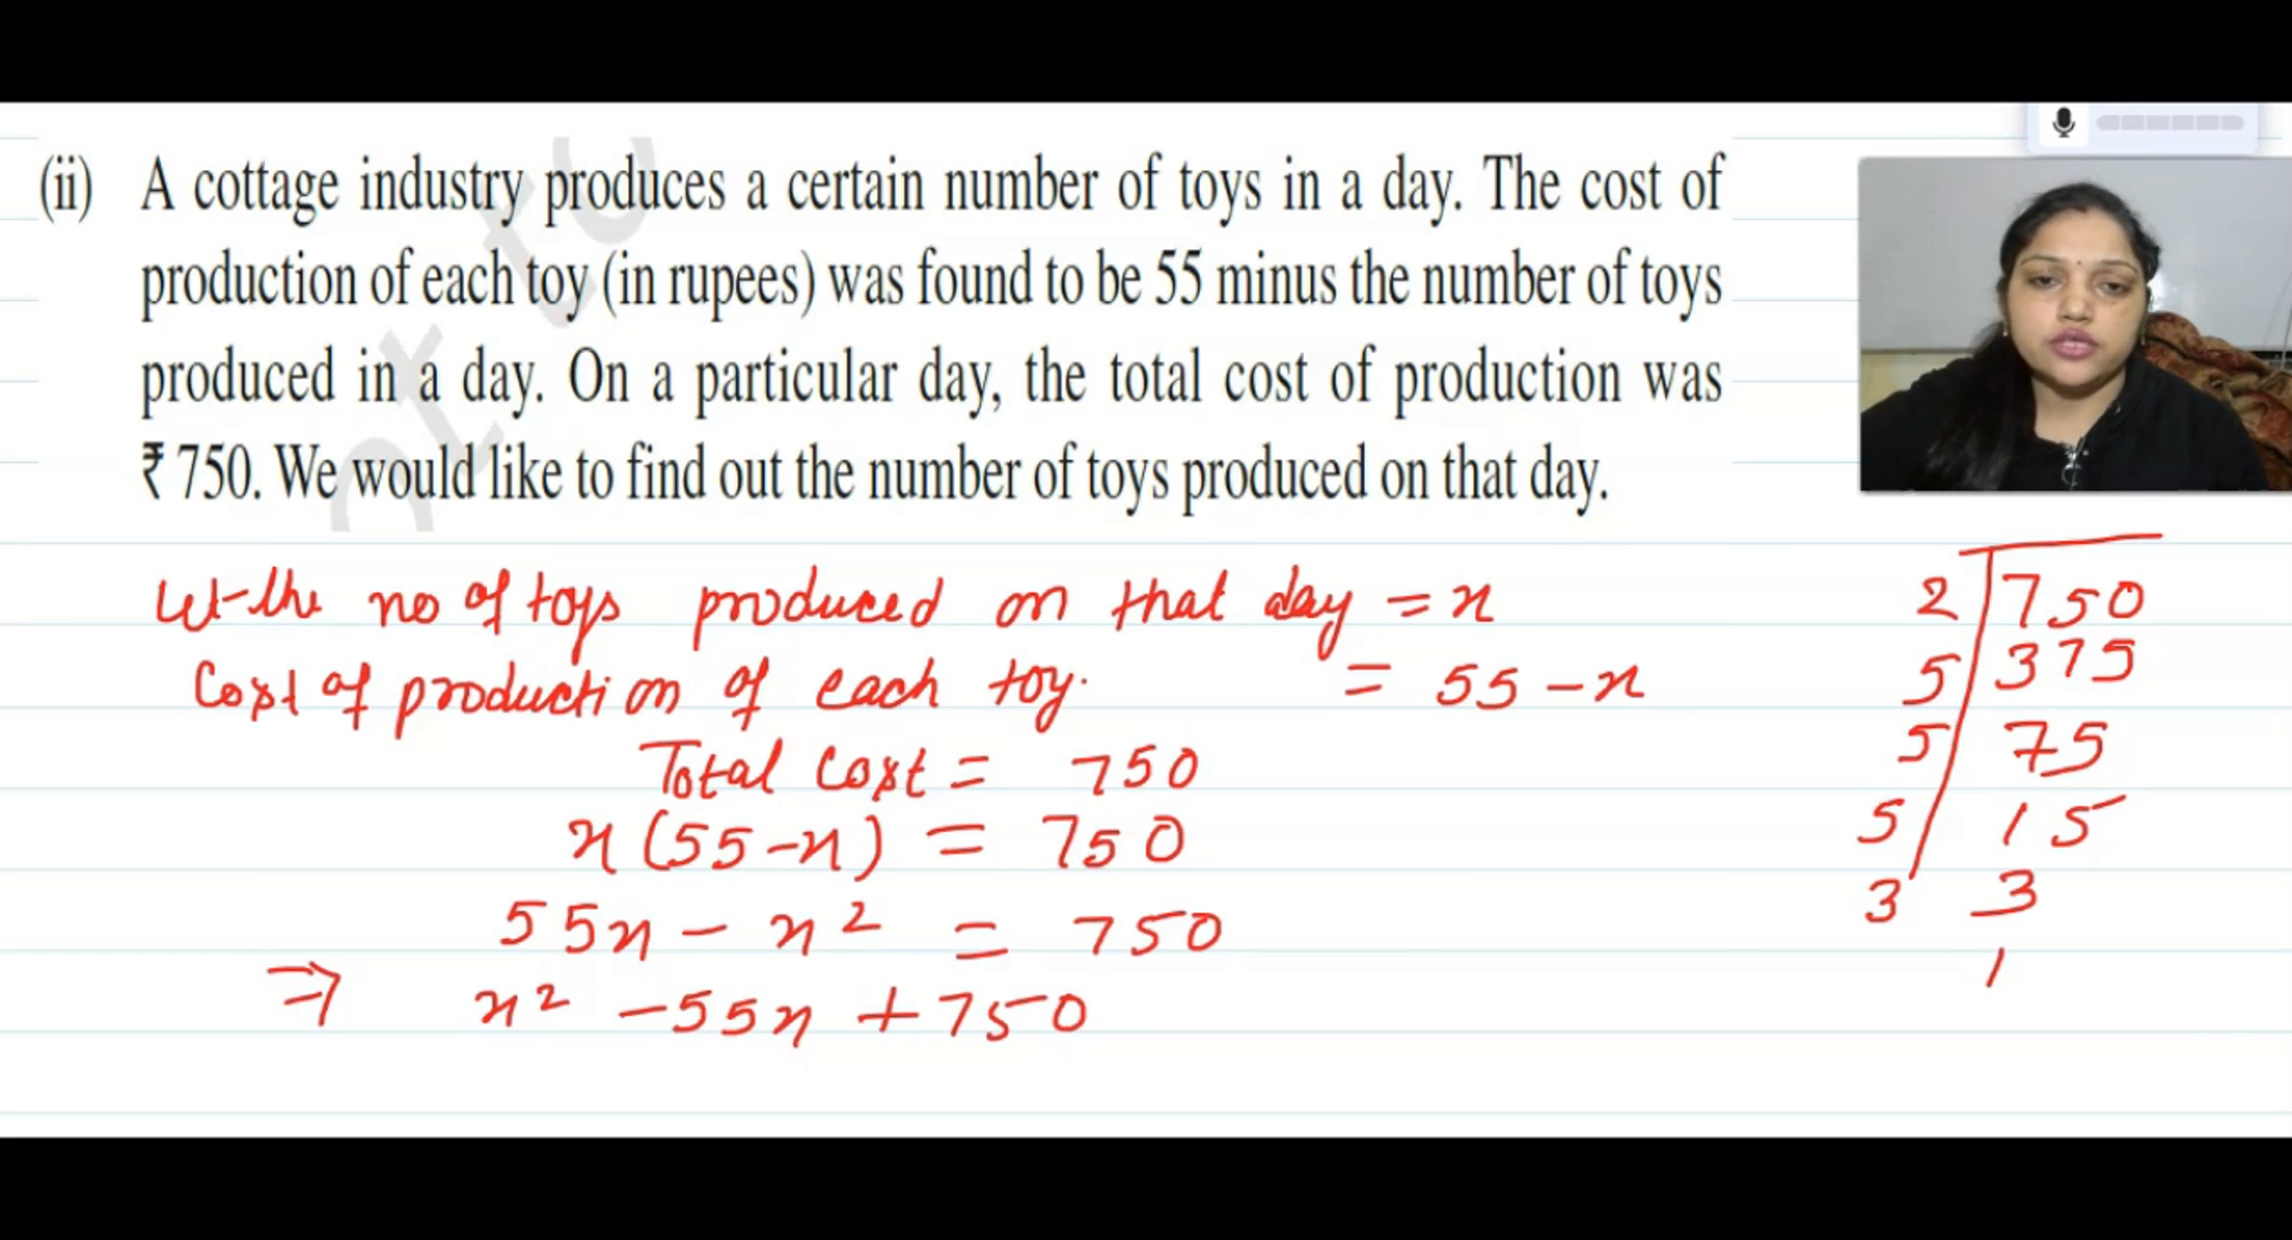 (ii) A cottage industry produces a certain number of toys in a day. The cost of
production of each toy (in rupees) was found to be 55 minus the number of toys
produced in a day. On a particular day, the total cost of production was
₹ 750. We would like to find out the number of toys produced on that day.
Let the no of toys produced on that day = x
Cost of production of each toy. = 55 - x
Total Cost = 750
x (55 - x) = 750
55x - x² = 750
⇒ x² - 55x + 750
2 750
5 375
5 75
5 15
3 3
1